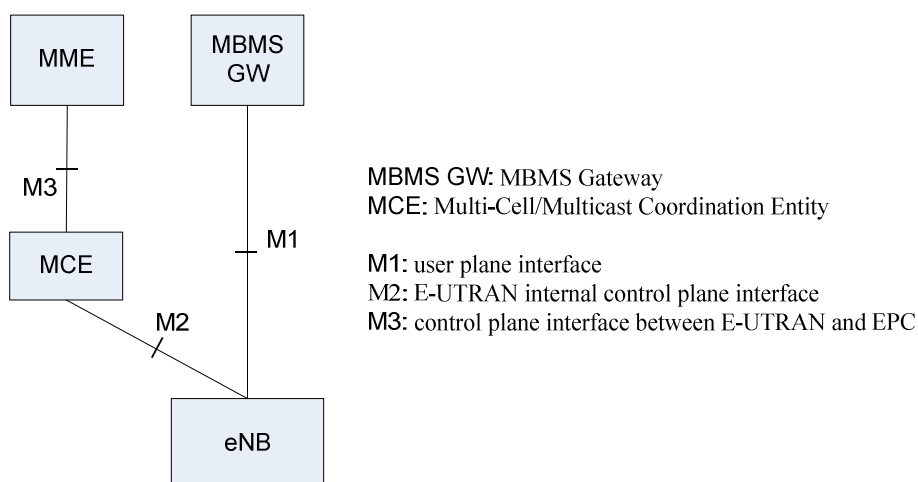 MME
MBMS
GW
M3
MCE
M1
M2
eNB
MBMS GW: MBMS Gateway
MCE: Multi-Cell/Multicast Coordination Entity
M1: user plane interface
M2: E-UTRAN internal control plane interface
M3: control plane interface between E-UTRAN and EPC